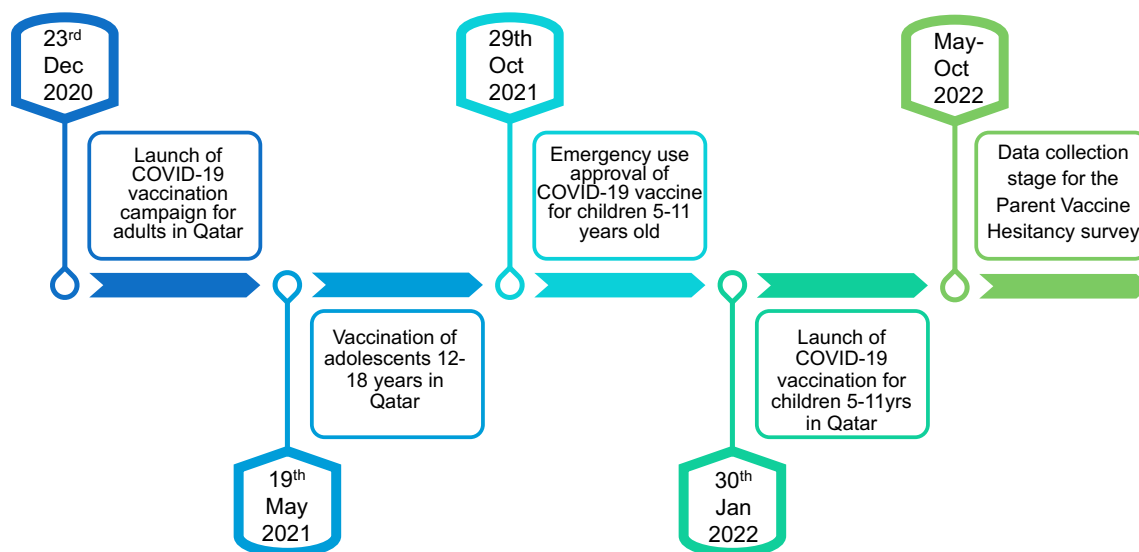 23rd
Dec
2020
Launch of
COVID-19
vaccination
campaign for
adults in Qatar
19th
May
2021
Vaccination of
adolescents 12-
18 years in
Qatar
29th
Oct
2021
Emergency use
approval of
COVID-19 vaccine
for children 5-11
years old
30th
Jan
2022
Launch of
COVID-19
vaccination for
children 5-11yrs
in Qatar
May-
Oct
2022
Data collection
stage for the
Parent Vaccine
Hesitancy survey